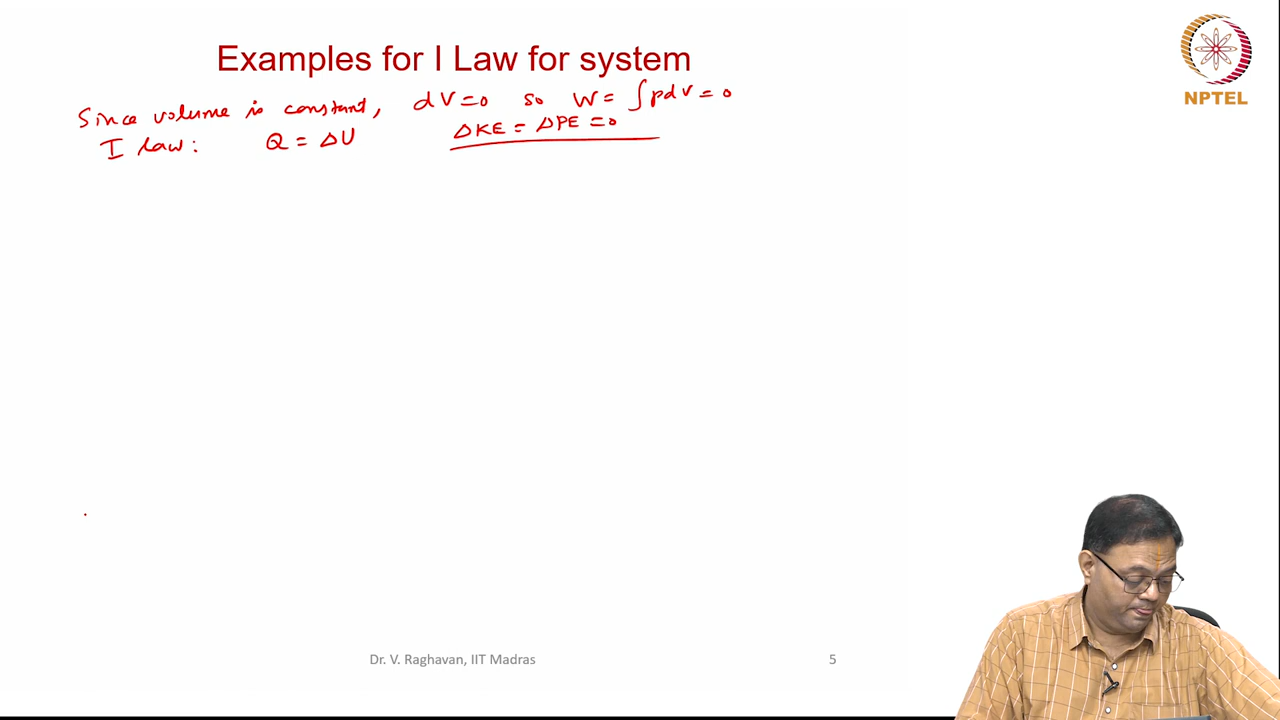 Examples for I Law for system
NPTEL
Since volume is constant, dV=0 so W= ∫pdV=0
I law: Q = ΔU ΔKE = ΔPE =0
Dr. V. Raghavan, IIT Madras
5